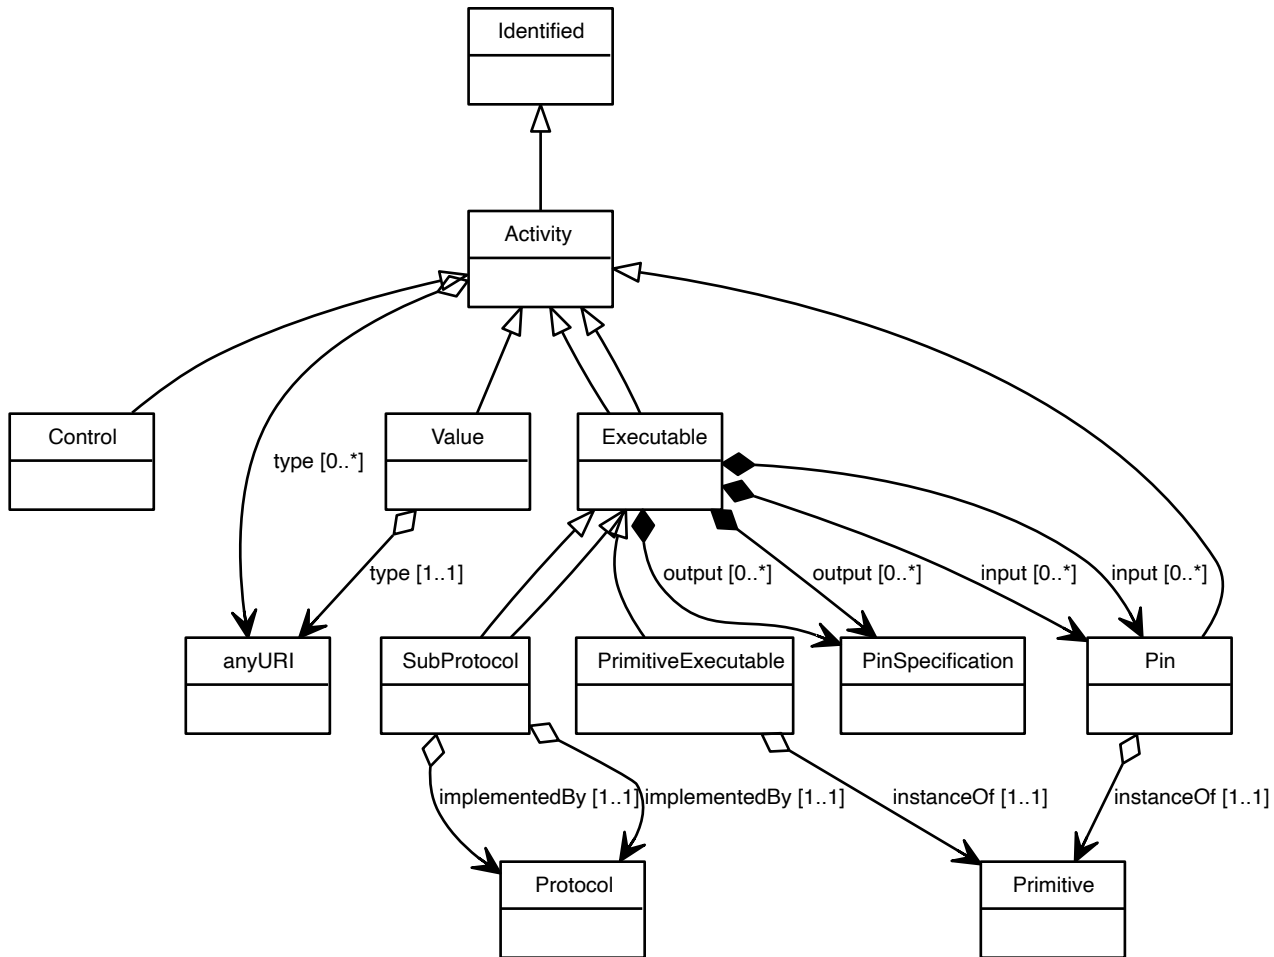 Identified
Activity
Control
Value
Executable
type [0..*]
type [1..1]
output [0..*]
output [0..*]
input [0..*]
input [0..*]
anyURI
SubProtocol
PrimitiveExecutable
PinSpecification
Pin
implementedBy [1..1]
implementedBy [1..1]
instanceOf [1..1]
instanceOf [1..1]
Protocol
Primitive